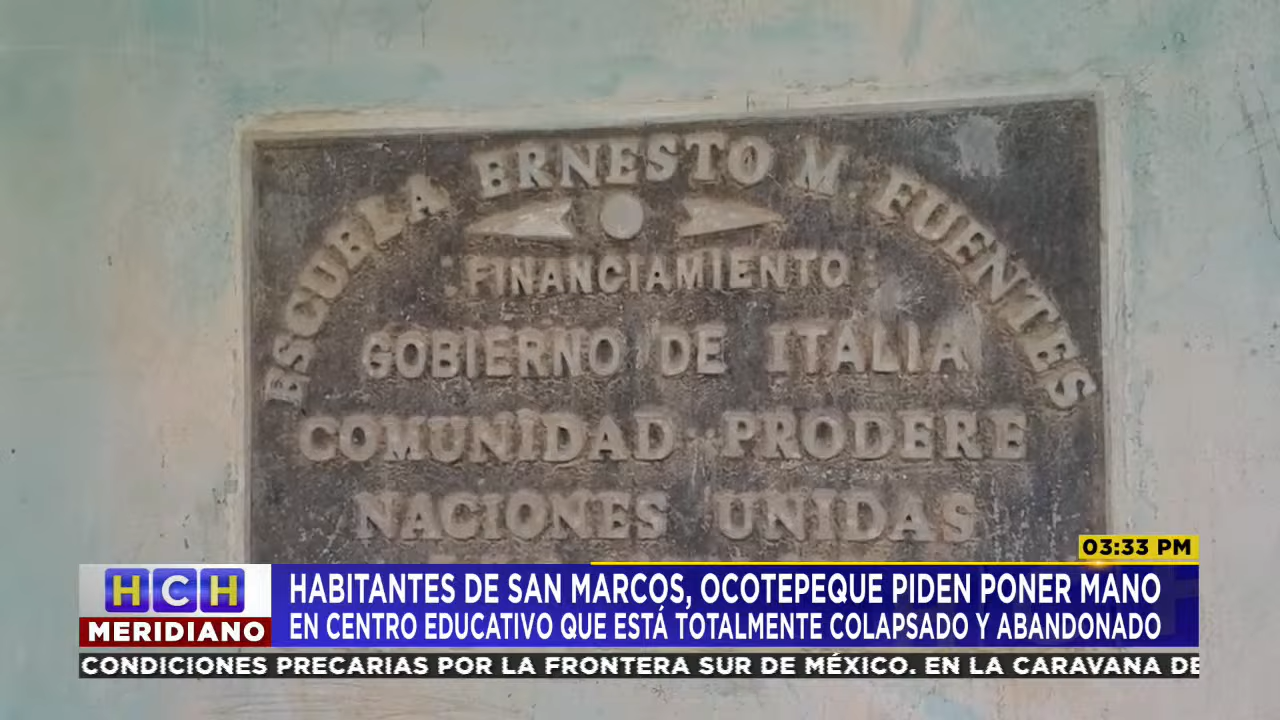 ESCUELA ERNESTO M. FUENTES
FINANCIAMIENTO
GOBIERNO DE ITALIA
COMUNIDAD PRODERE
NACIONES UNIDAS
03:33 PM
HCH
MERIDIANO
HABITANTES DE SAN MARCOS, OCOTEPEQUE PIDEN PONER MANO
EN CENTRO EDUCATIVO QUE ESTÁ TOTALMENTE COLAPSADO Y ABANDONADO
CONDICIONES PRECARIAS POR LA FRONTERA SUR DE MÉXICO. EN LA CARAVANA DE